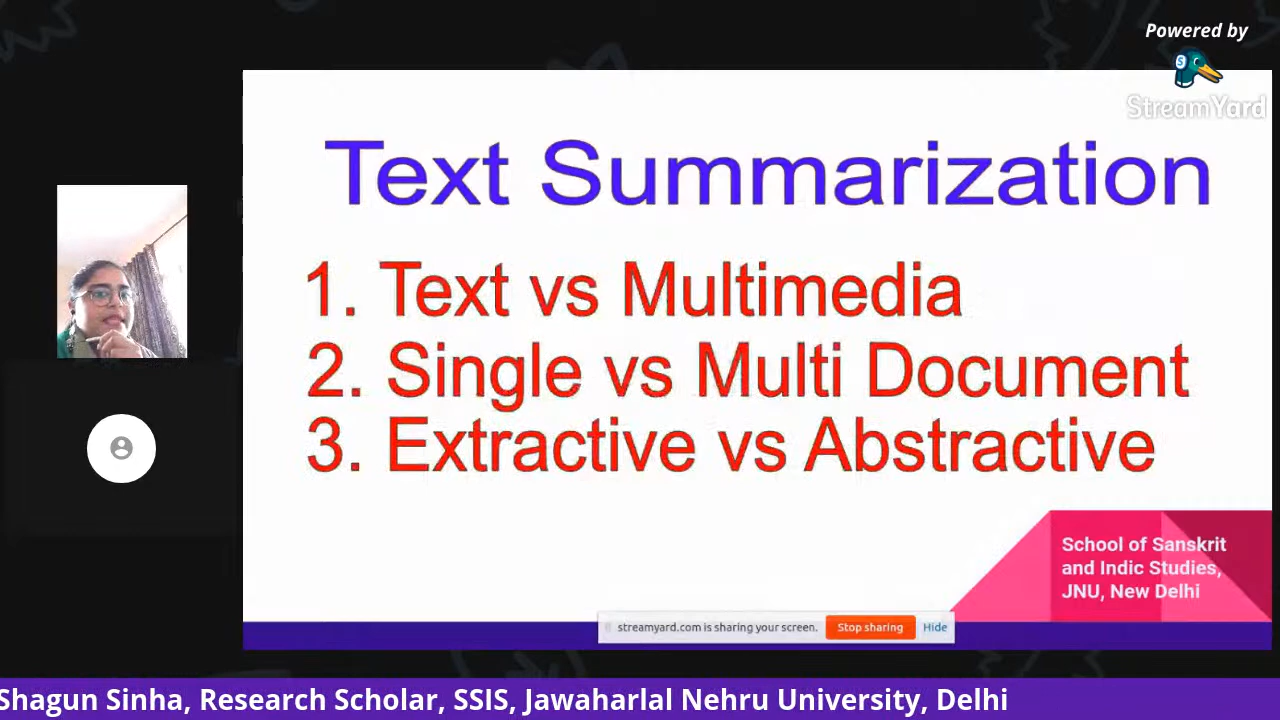 Powered by
StreamYard
Text Summarization
1. Text vs Multimedia
2. Single vs Multi Document
3. Extractive vs Abstractive
School of Sanskrit
and Indic Studies,
JNU, New Delhi
streamyard.com is sharing your screen. Stop sharing Hide
Shagun Sinha, Research Scholar, SSIS, Jawaharlal Nehru University, Delhi